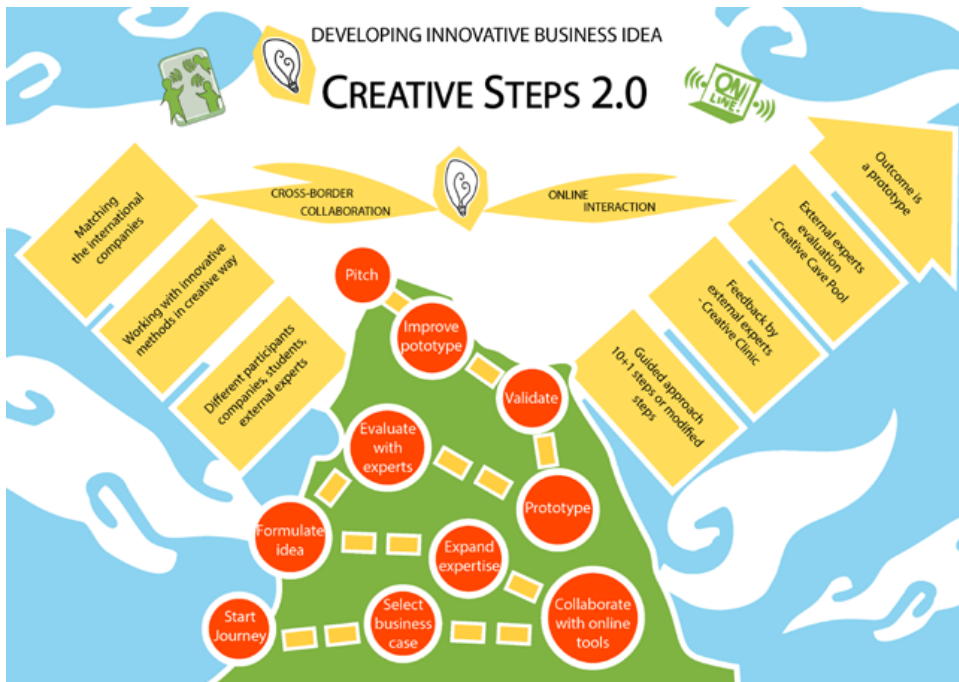 DEVELOPING INNOVATIVE BUSINESS IDEA
CREATIVE STEPS 2.0
ON
LINE
CROSS-BORDER
COLLABORATION
ONLINE
INTERACTION
Matching
the international
companies
Working with innovative
methods in creative way
Different participants
companies, students,
external experts
Outcome is
a prototype
External experts
evaluation
- Creative Cave Pool
Feedback by
external experts
- Creative Clinic
Guided approach
10+1 steps or modified
steps
Pitch
Improve
pototype
Validate
Evaluate
with
experts
Prototype
Formulate
idea
Expand
expertise
Start
Journey
Select
business
case
Collaborate
with online
tools